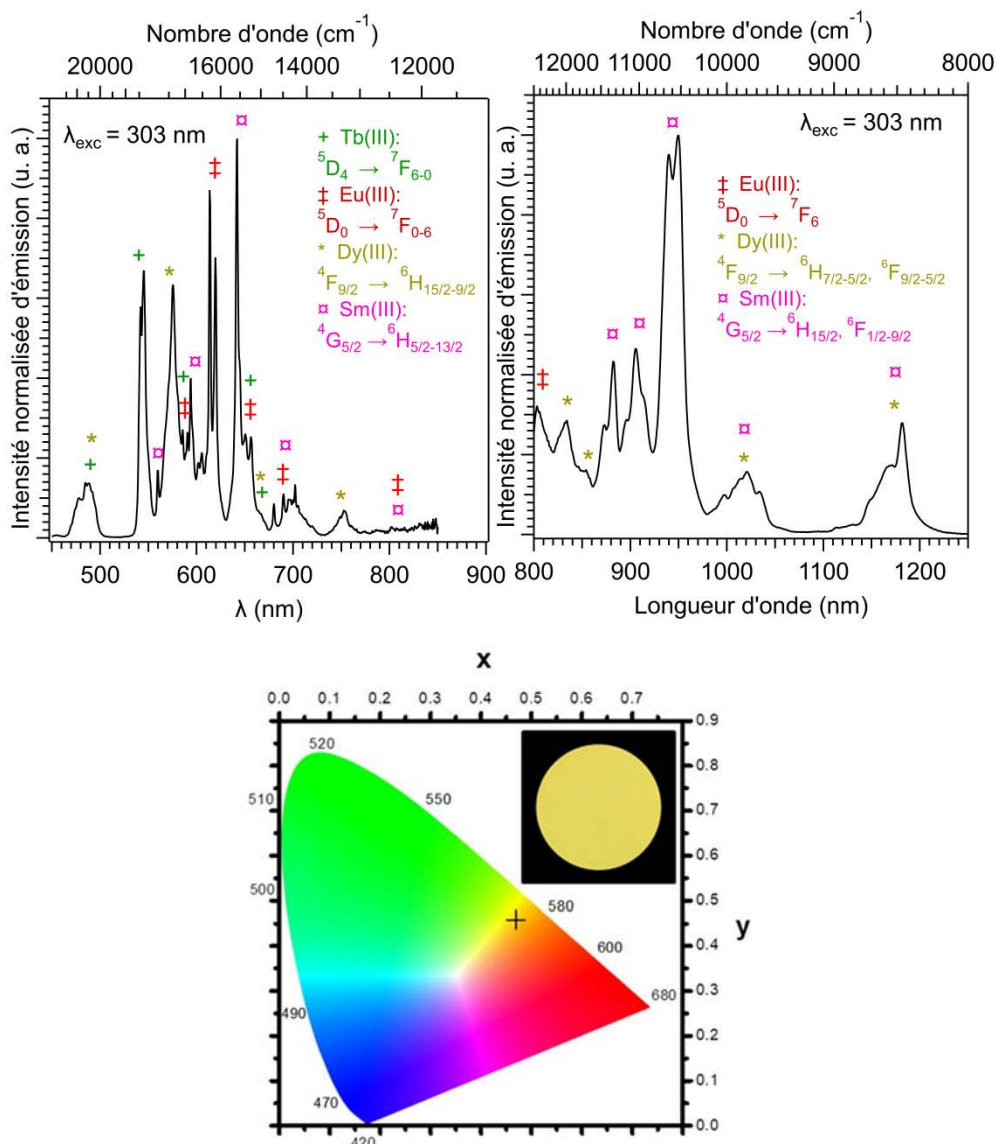 Nombre d'onde (cm⁻¹)
20000 18000 16000 14000 12000
Intensité normalisée d'émission (u. a.)
λexc = 303 nm
+ Tb(III):
⁵D₄ → ⁷F₆₋₀
‡ Eu(III):
⁵D₀ → ⁷F₀₋₆
* Dy(III):
⁴F₉/₂ → ⁶H₁₅/₂₋₉/₂
¤ Sm(III):
⁴G₅/₂ → ⁶H₅/₂₋₁₃/₂
500 600 700 800 900
λ (nm)
Nombre d'onde (cm⁻¹)
12000 11000 10000 9000 8000
Intensité normalisée d'émission (u. a.)
λexc = 303 nm
‡ Eu(III):
⁵D₀ → ⁷F₆
* Dy(III):
⁴F₉/₂ → ⁶H₇/₂₋₅/₂, ⁶F₉/₂₋₅/₂
¤ Sm(III):
⁴G₅/₂ → ⁶H₁₅/₂, ⁶F₁/₂₋₉/₂
800 900 1000 1100 1200
Longueur d'onde (nm)
x
0.0 0.1 0.2 0.3 0.4 0.5 0.6 0.7
0.9
0.8
0.7
0.6
0.5
0.4
0.3
0.2
0.1
0.0
y
520
510
550
500
580
600
490
680
470
420